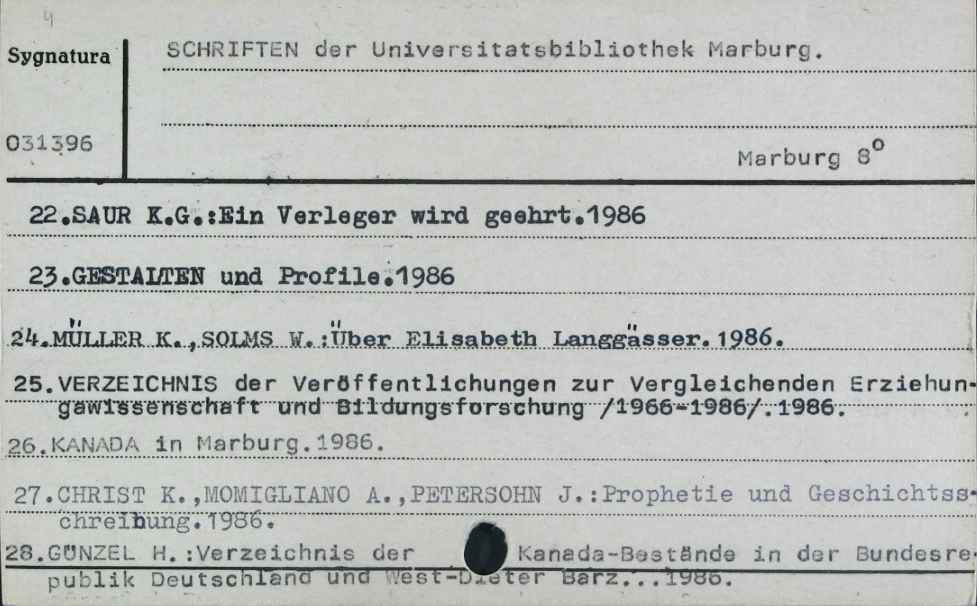 4
Sygnatura
SCHRIFTEN der Universitatsbibliothek Marburg.
031396
Marburg 8°
22.SAUR K.G.:Ein Verleger wird geehrt.1986
23.GESTALTEN und Profile.1986
24.MÜLLER K.,SOLMS W.:Über Elisabeth Langgässer.1986.
25.VERZEICHNIS der Veröffentlichungen zur Vergleichenden Erziehun-
gawissenschaft und Bildungsforschung /1966-1986/.1986.
26.KANADA in Marburg.1986.
27.CHRIST K.,MOMIGLIANO A.,PETERSOHN J.:Prophetie und Geschichtss-
chreibung.1986.
28.GÜNZEL H.:Verzeichnis der Kanada-Bestände in der Bundesre-
publik Deutschland und West-Dieter Barz...1986.